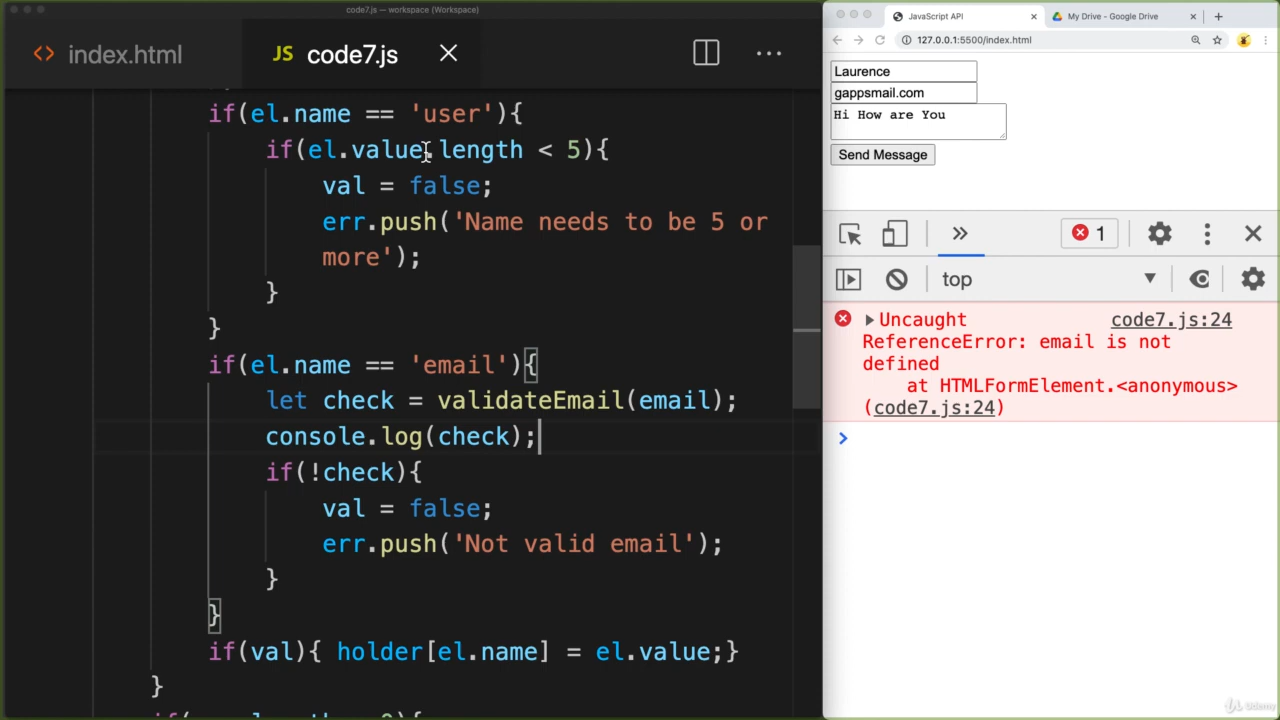 code7.js — workspace (Workspace)
index.html
JS code7.js
if(el.name == 'user'){
if(el.value.length < 5){
val = false;
err.push('Name needs to be 5 or
more');
}
}
if(el.name == 'email'){
let check = validateEmail(email);
console.log(check);
if(!check){
val = false;
err.push('Not valid email');
}
}
if(val){ holder[el.name] = el.value;}
}
JavaScript API
My Drive - Google Drive
127.0.0.1:5500/index.html
Laurence
gappsmail.com
Hi How are You
Send Message
1
top
Uncaught code7.js:24
ReferenceError: email is not
defined
at HTMLFormElement.<anonymous>
(code7.js:24)
Udemy